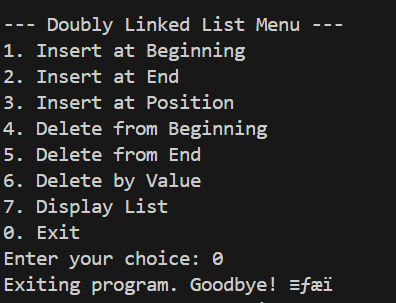 --- Doubly Linked List Menu ---
1. Insert at Beginning
2. Insert at End
3. Insert at Position
4. Delete from Beginning
5. Delete from End
6. Delete by Value
7. Display List
0. Exit
Enter your choice: 0
Exiting program. Goodbye! ≡ƒæï